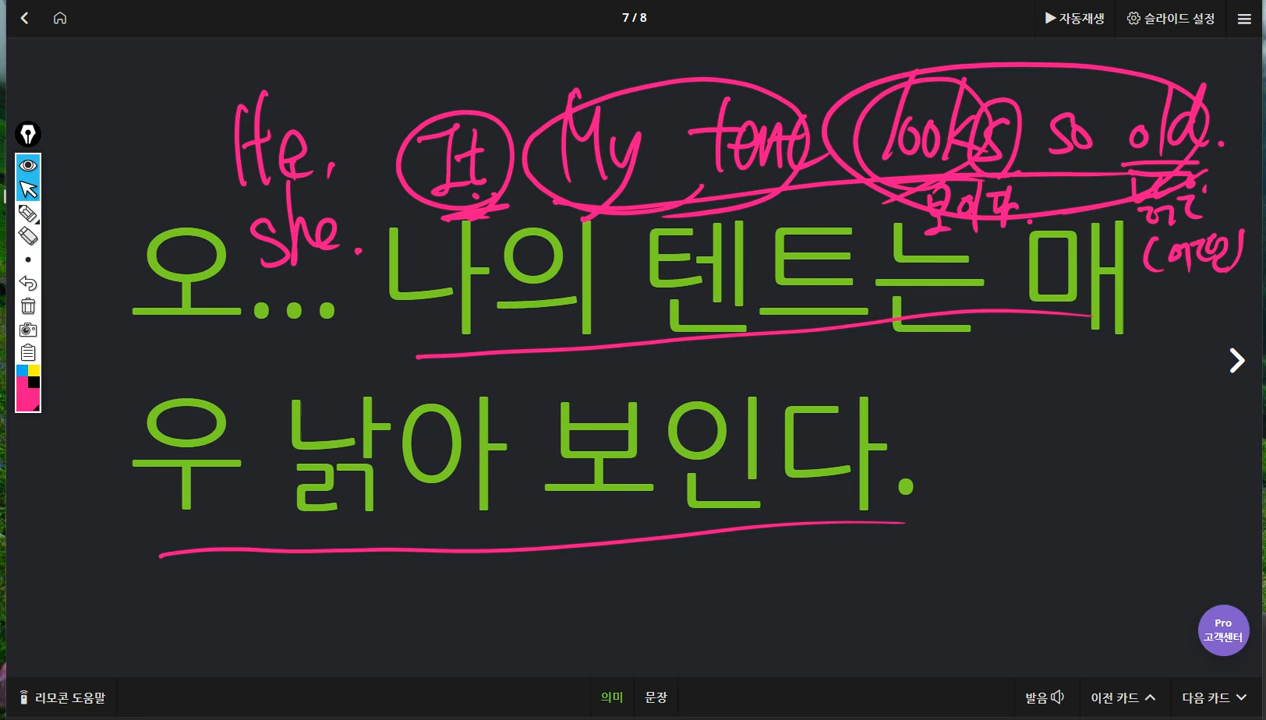 7 / 8
자동재생
슬라이드 설정
He.
It
My tent looks so old.
보이다.
she.
(어려운)
오... 나의 텐트는 매
우 낡아 보인다.
Pro
고객센터
리모콘 도움말
의미
문장
발음
이전 카드
다음 카드